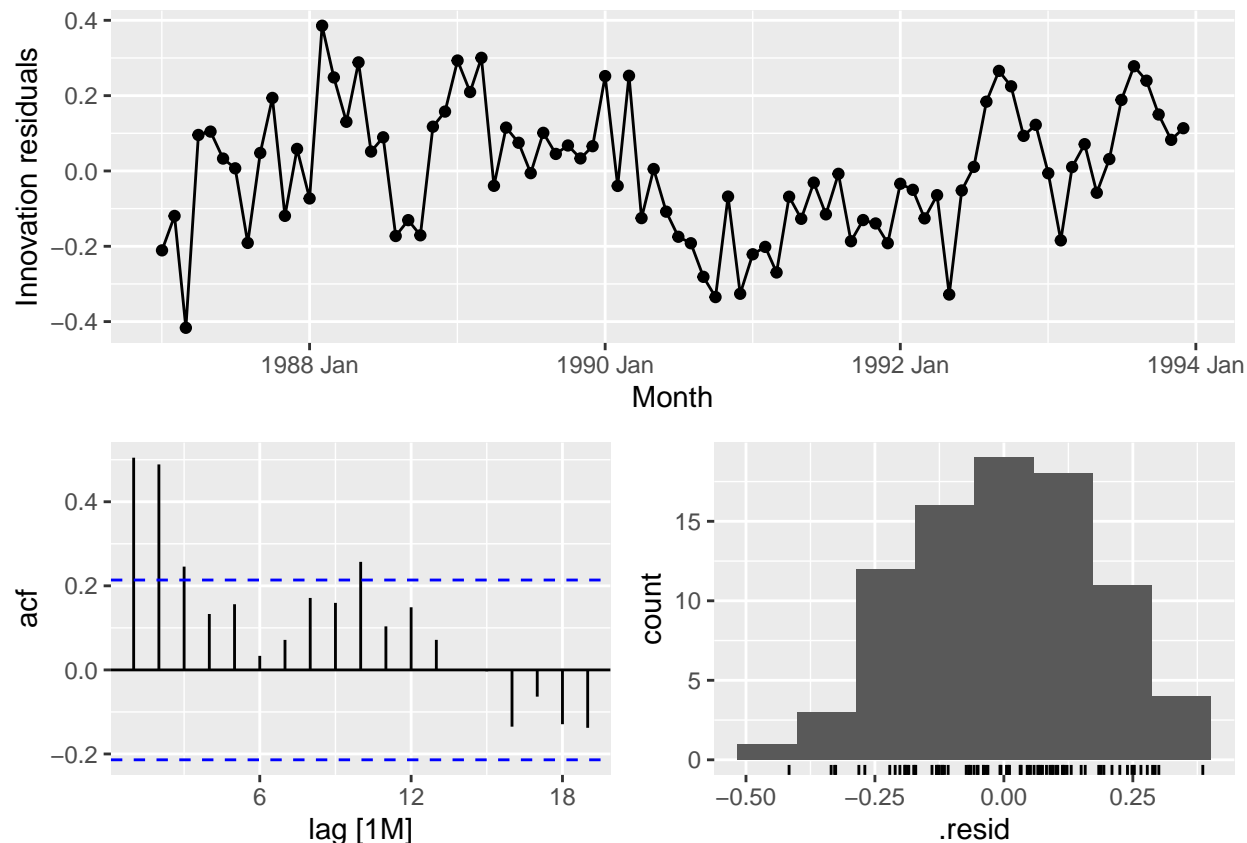 Innovation residuals
0.4
0.2
0.0
−0.2
−0.4
1988 Jan
1990 Jan
1992 Jan
1994 Jan
Month
acf
0.4
0.2
0.0
−0.2
6
12
18
lag [1M]
count
15
10
5
0
−0.50
−0.25
0.00
0.25
.resid